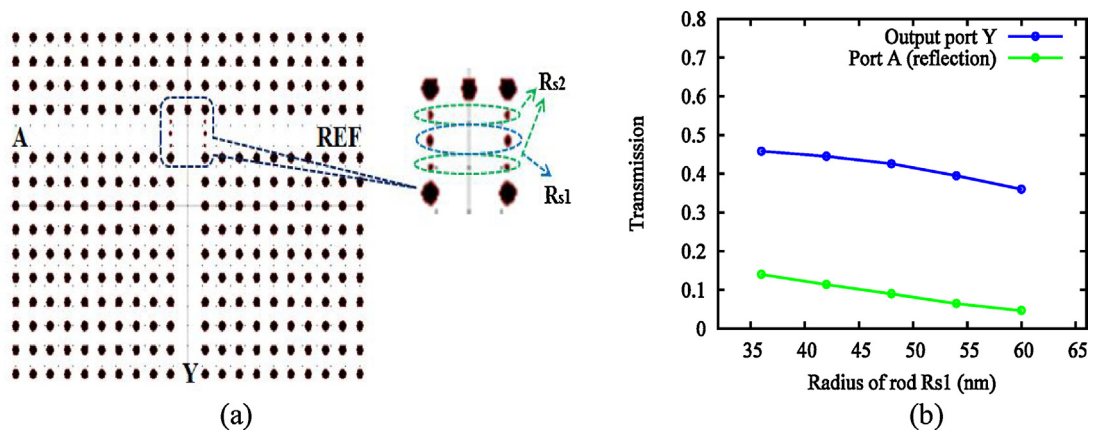 A
REF
Y
Rs2
Rs1
(a)
0.8
0.7
0.6
0.5
0.4
0.3
0.2
0.1
0
Transmission
Output port Y
Port A (reflection)
35 40 45 50 55 60 65
Radius of rod Rs1 (nm)
(b)